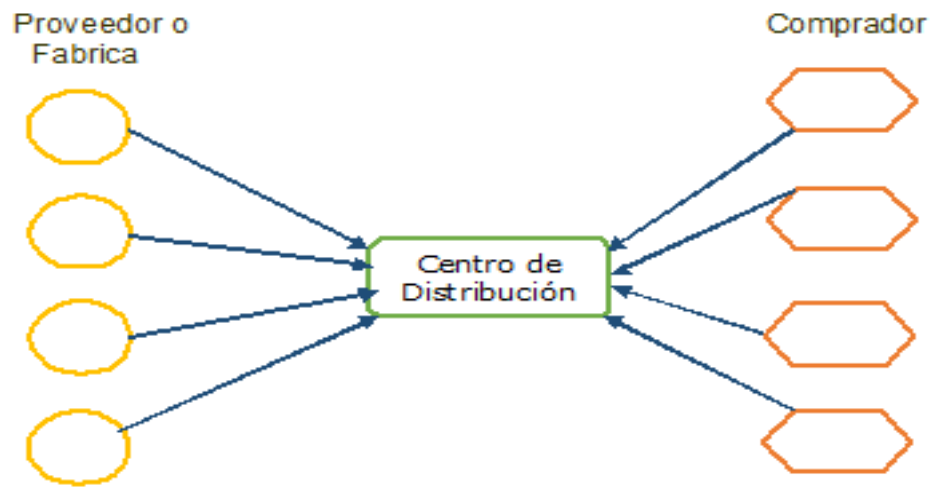 Proveedor o
Fabrica
Comprador
Centro de
Distribución